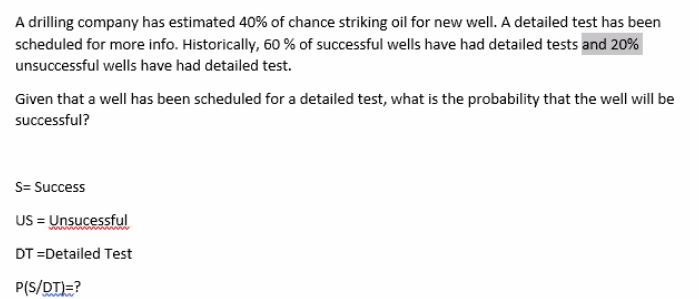 A drilling company has estimated 40% of chance striking oil for new well. A detailed test has been
scheduled for more info. Historically, 60 % of successful wells have had detailed tests and 20%
unsuccessful wells have had detailed test.
Given that a well has been scheduled for a detailed test, what is the probability that the well will be
successful?
S= Success
US = Unsucessful
DT =Detailed Test
P(S/DT)=?